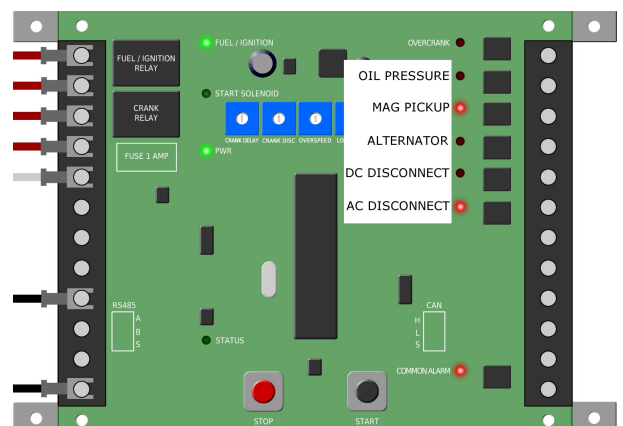 FUEL / IGNITION
OVERCRANK
FUEL / IGNITION
RELAY
OIL PRESSURE
START SOLENOID
MAG PICKUP
CRANK
RELAY
CRANK DELAY CRANK DISC OVERSPEED LO
ALTERNATOR
FUSE 1 AMP
PWR
DC DISCONNECT
AC DISCONNECT
RS485
A
B
S
CAN
H
L
S
STATUS
COMMON ALARM
STOP
START